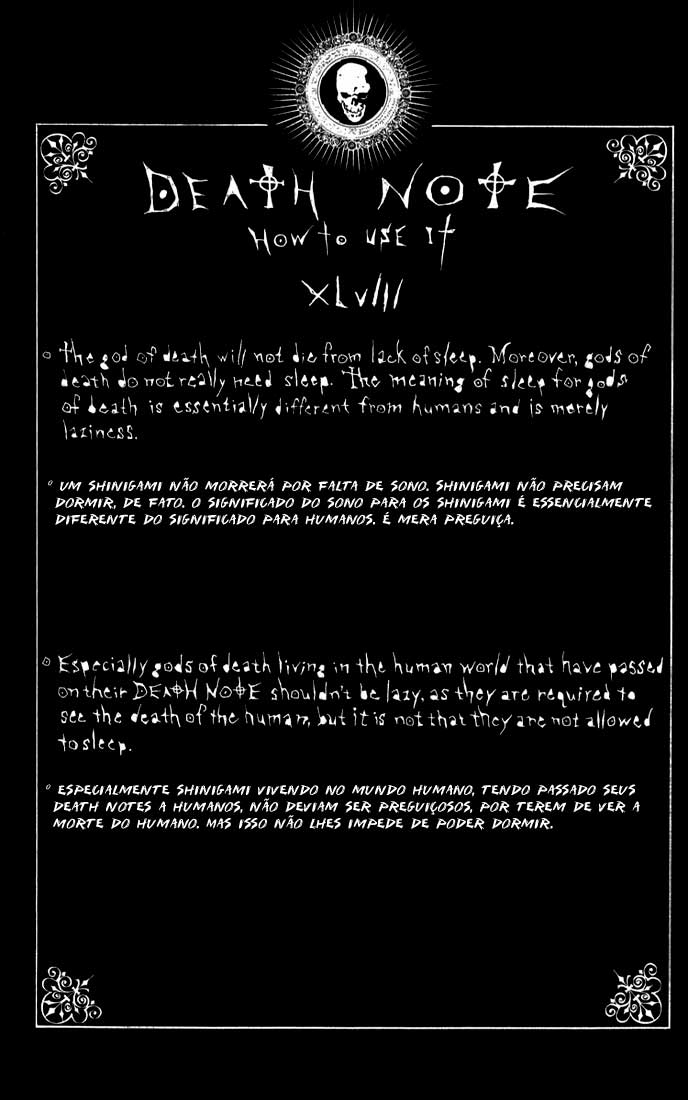 DEATH NOTE
How to use it
XLVIII
○ The god of death will not die from lack of sleep. Moreover, gods of
death do not really need sleep. The meaning of sleep for gods
of death is essentially different from humans and is merely
laziness.
° UM SHINIGAMI NÃO MORRERÁ POR FALTA DE SONO. SHINIGAMI NÃO PRECISAM
DORMIR, DE FATO. O SIGNIFICADO DO SONO PARA OS SHINIGAMI É ESSENCIALMENTE
DIFERENTE DO SIGNIFICADO PARA HUMANOS. É MERA PREGUIÇA.
○ Especially gods of death living in the human world that have passed
on their DEATH NOTE shouldn't be lazy, as they are required to
see the death of the human, but it is not that they are not allowed
to sleep.
° ESPECIALMENTE SHINIGAMI VIVENDO NO MUNDO HUMANO, TENDO PASSADO SEUS
DEATH NOTES A HUMANOS, NÃO DEVIAM SER PREGUIÇOSOS, POR TEREM DE VER A
MORTE DO HUMANO. MAS ISSO NÃO LHES IMPEDE DE PODER DORMIR.